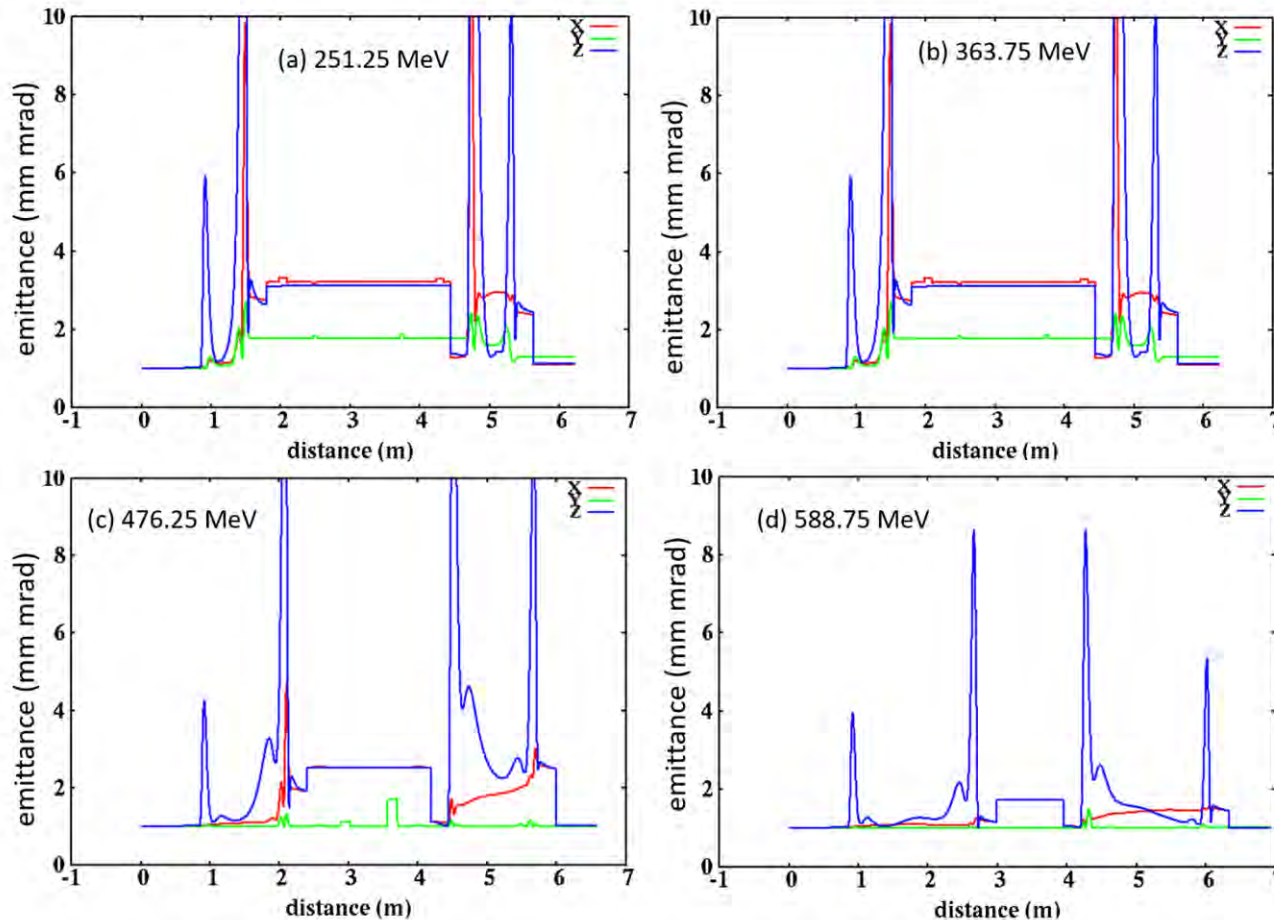 10
8
6
4
2
0
emittance (mm mrad)
(a) 251.25 MeV
X
Y
Z
-1 0 1 2 3 4 5 6 7
distance (m)
10
8
6
4
2
0
emittance (mm mrad)
(b) 363.75 MeV
X
Y
Z
-1 0 1 2 3 4 5 6 7
distance (m)
10
8
6
4
2
0
emittance (mm mrad)
(c) 476.25 MeV
X
Y
Z
-1 0 1 2 3 4 5 6 7
distance (m)
10
8
6
4
2
0
emittance (mm mrad)
(d) 588.75 MeV
X
Y
Z
-1 0 1 2 3 4 5 6 7
distance (m)